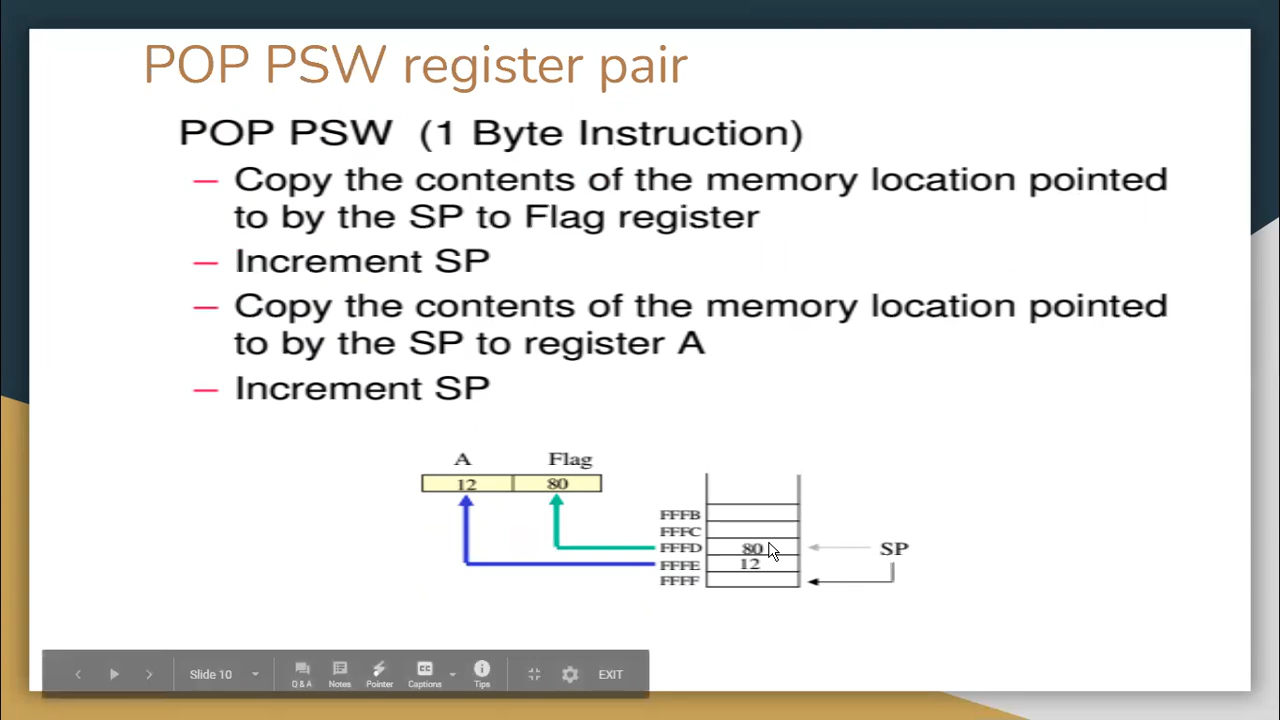 POP PSW register pair
POP PSW (1 Byte Instruction)
– Copy the contents of the memory location pointed
to by the SP to Flag register
– Increment SP
– Copy the contents of the memory location pointed
to by the SP to register A
– Increment SP
A Flag
12 80
FFFB
FFFC
FFFD 80 SP
FFFE 12
FFFF
Slide 10 Q & A Notes Pointer Captions Tips EXIT